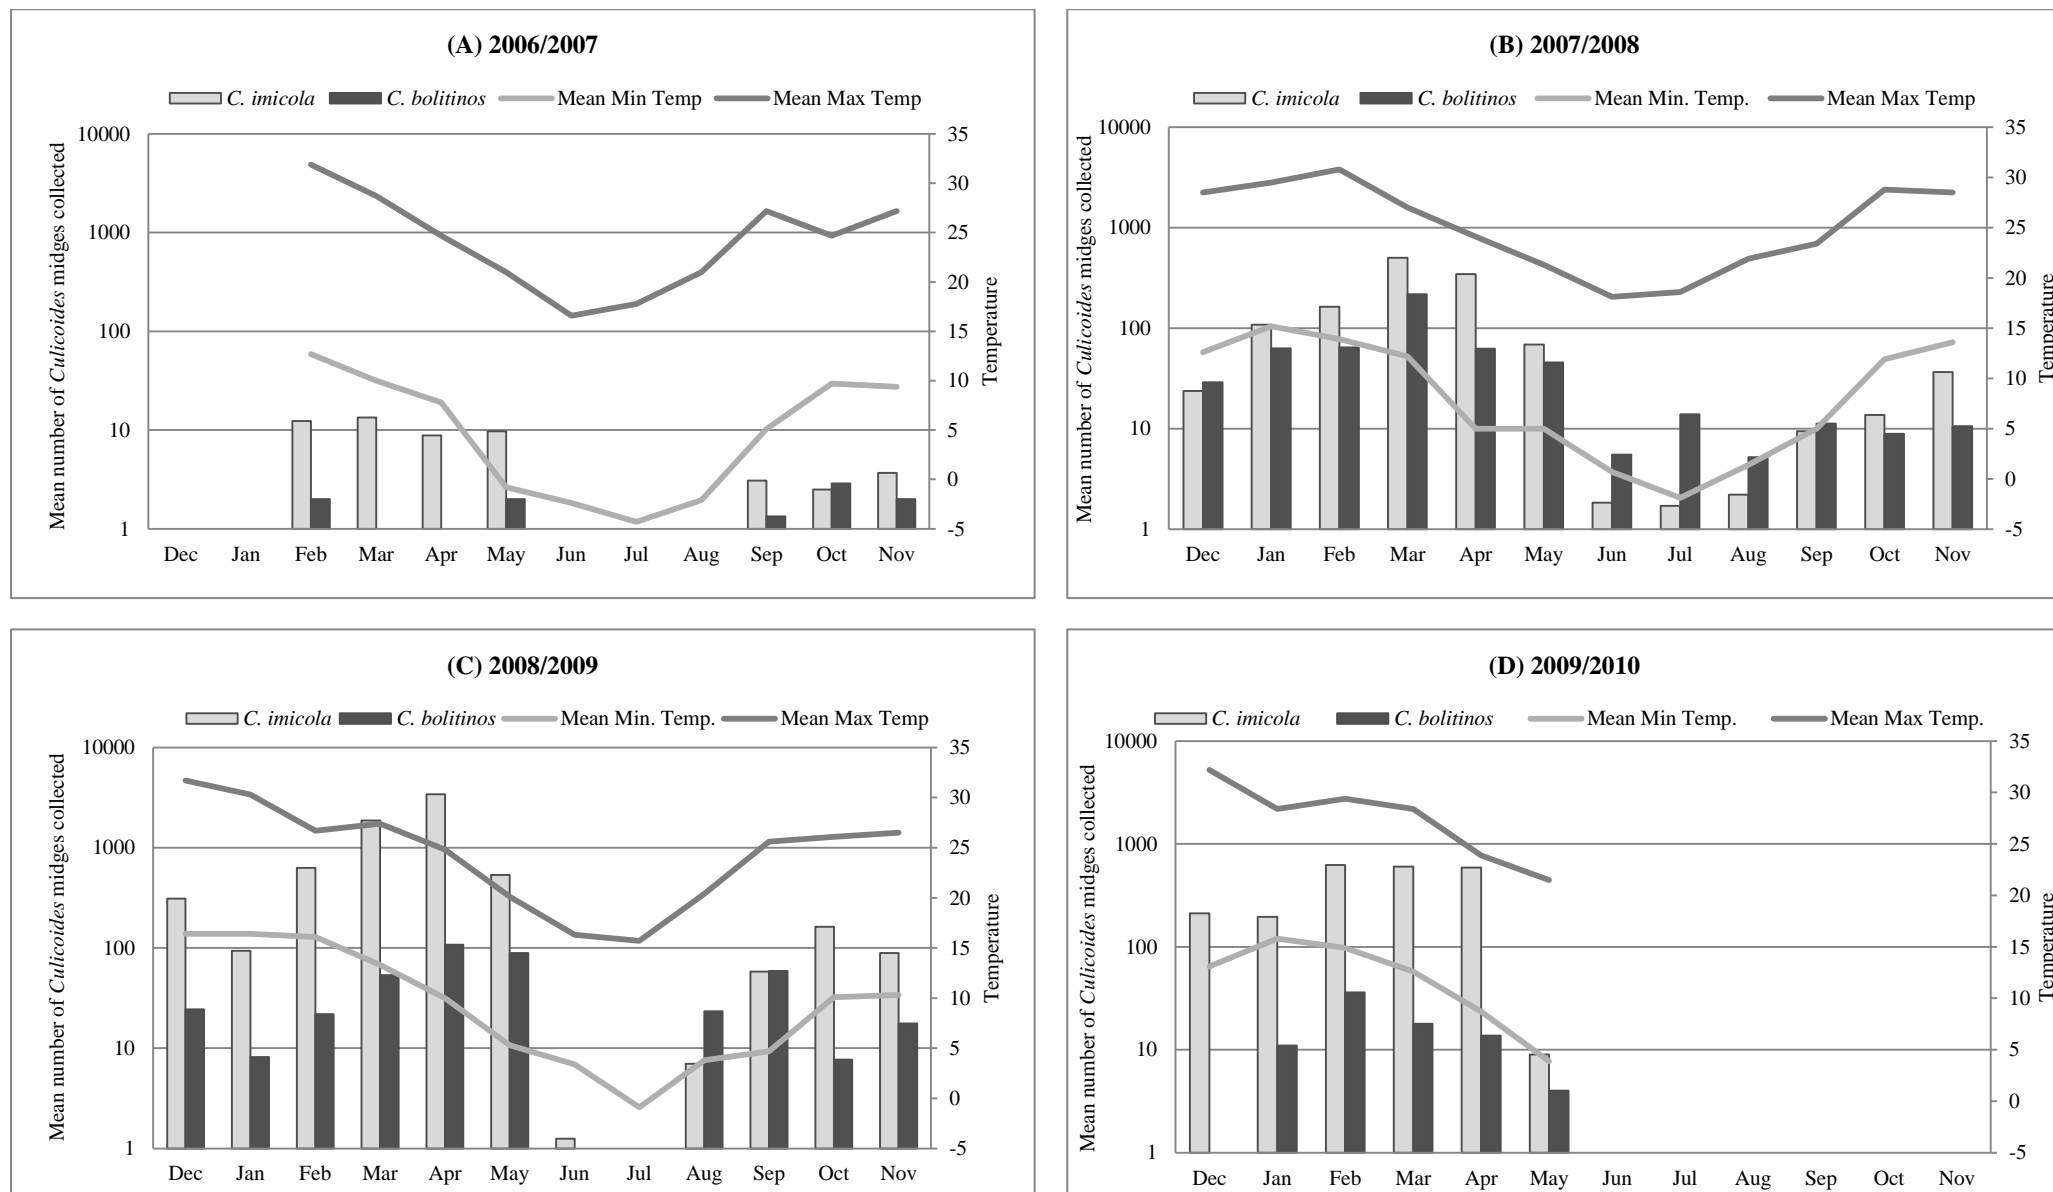 (A) 2006/2007
C. imicola C. bolitinos Mean Min Temp Mean Max Temp
Mean number of Culicoides midges collected
10000
1000
100
10
1
35
30
25
20
15
10
5
0
-5
Temperature
Dec Jan Feb Mar Apr May Jun Jul Aug Sep Oct Nov
(B) 2007/2008
C. imicola C. bolitinos Mean Min. Temp. Mean Max Temp
Mean number of Culicoides midges collected
10000
1000
100
10
1
35
30
25
20
15
10
5
0
-5
Temperature
Dec Jan Feb Mar Apr May Jun Jul Aug Sep Oct Nov
(C) 2008/2009
C. imicola C. bolitinos Mean Min. Temp. Mean Max Temp
Mean number of Culicoides midges collected
10000
1000
100
10
1
35
30
25
20
15
10
5
0
-5
Temperature
Dec Jan Feb Mar Apr May Jun Jul Aug Sep Oct Nov
(D) 2009/2010
C. imicola C. bolitinos Mean Min Temp. Mean Max Temp.
Mean number of Culicoides midges collected
10000
1000
100
10
1
35
30
25
20
15
10
5
0
-5
Temperature
Dec Jan Feb Mar Apr May Jun Jul Aug Sep Oct Nov